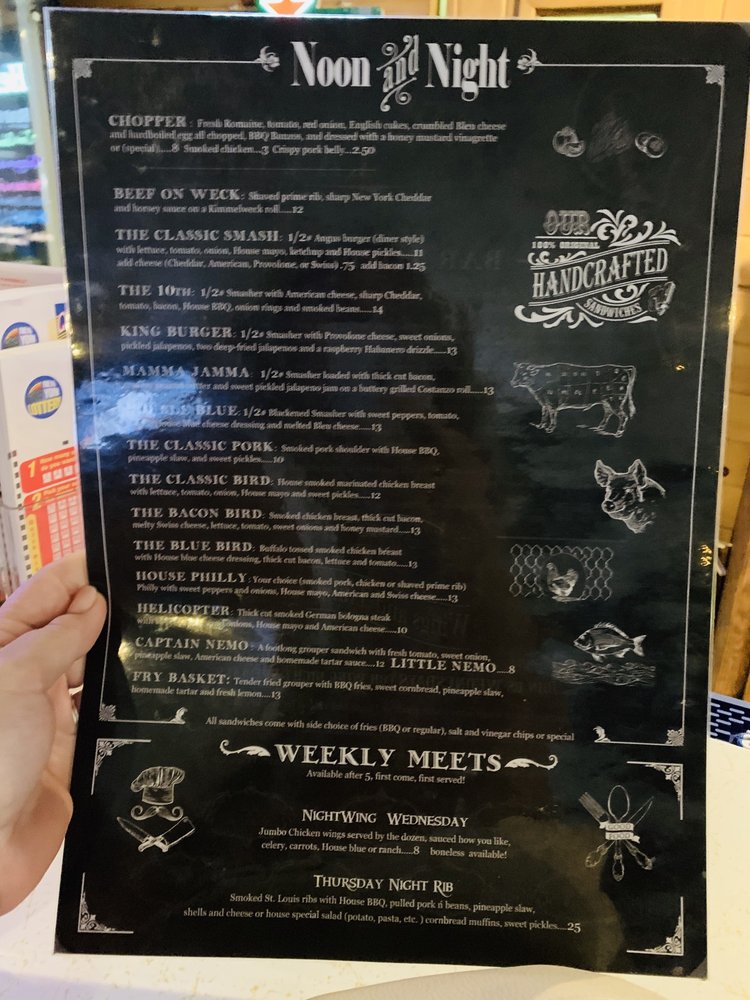 Noon and Night
CHOPPER: Fresh Romaine, tomato, red onion, English cukes, crumbled Bleu cheese
and hardboiled egg all chopped, BBQ Banass, and dressed with a honey mustard vinagrette
or (special).....8 Smoked chicken...3 Crispy pork belly...2.50
BEEF ON WECK: Shaved prime rib, sharp New York Cheddar
and horsey sauce on a Kimmelweck roll.....12
THE CLASSIC SMASH: 1/2# Angus burger (diner style)
with lettuce, tomato, onion, House mayo, ketchup and House pickles.....11
add cheese (Cheddar, American, Provolone, or Swiss) .75 add bacon 1.25
THE 10TH: 1/2# Smasher with American cheese, sharp Cheddar,
tomato, bacon, House BBQ, onion rings and smoked beans.....14
KING BURGER: 1/2# Smasher with Provolone cheese, sweet onions,
pickled jalapenos, two deep-fried jalapenos and a raspberry Habanero drizzle.....13
MAMMA JAMMA: 1/2# Smasher loaded with thick cut bacon,
and sweet pickled jalapeno jam on a buttery grilled Costanzo roll.....13
BLUE: 1/2# Blackened Smasher with sweet peppers, tomato,
cheese dressing and melted Bleu cheese.....13
THE CLASSIC PORK: Smoked pork shoulder with House BBQ,
pineapple slaw, and sweet pickles.....10
THE CLASSIC BIRD: House smoked marinated chicken breast
with lettuce, tomato, onion, House mayo and sweet pickles.....12
THE BACON BIRD: Smoked chicken breast, thick cut bacon,
melty Swiss cheese, lettuce, tomato, sweet onions and honey mustard.....13
THE BLUE BIRD: Buffalo tossed smoked chicken breast
with House blue cheese dressing, thick cut bacon, lettuce and tomato.....13
HOUSE PHILLY: Your choice (smoked pork, chicken or shaved prime rib)
Philly with sweet peppers and onions, House mayo, American and Swiss cheese.....13
HELICOPTER: Thick cut smoked German bologna steak
with onions, House mayo and American cheese.....10
CAPTAIN NEMO: A footlong grouper sandwich with fresh tomato, sweet onion,
pineapple slaw, American cheese and homemade tartar sauce.....12 LITTLE NEMO.....8
FRY BASKET: Tender fried grouper with BBQ fries, sweet cornbread, pineapple slaw,
homemade tartar and fresh lemon.....13
All sandwiches come with side choice of fries (BBQ or regular), salt and vinegar chips or special
OUR
100% ORIGINAL
HANDCRAFTED
SANDWICHES
WEEKLY MEETS
Available after 5, first come, first served!
NIGHTWING WEDNESDAY
Jumbo Chicken wings served by the dozen, sauced how you like,
celery, carrots, House blue or ranch.....8 boneless available!
GOOD
FOOD
THURSDAY NIGHT RIB
Smoked St. Louis ribs with House BBQ, pulled pork n beans, pineapple slaw,
shells and cheese or house special salad (potato, pasta, etc. ) cornbread muffins, sweet pickles....25
LOTTERY
1
2